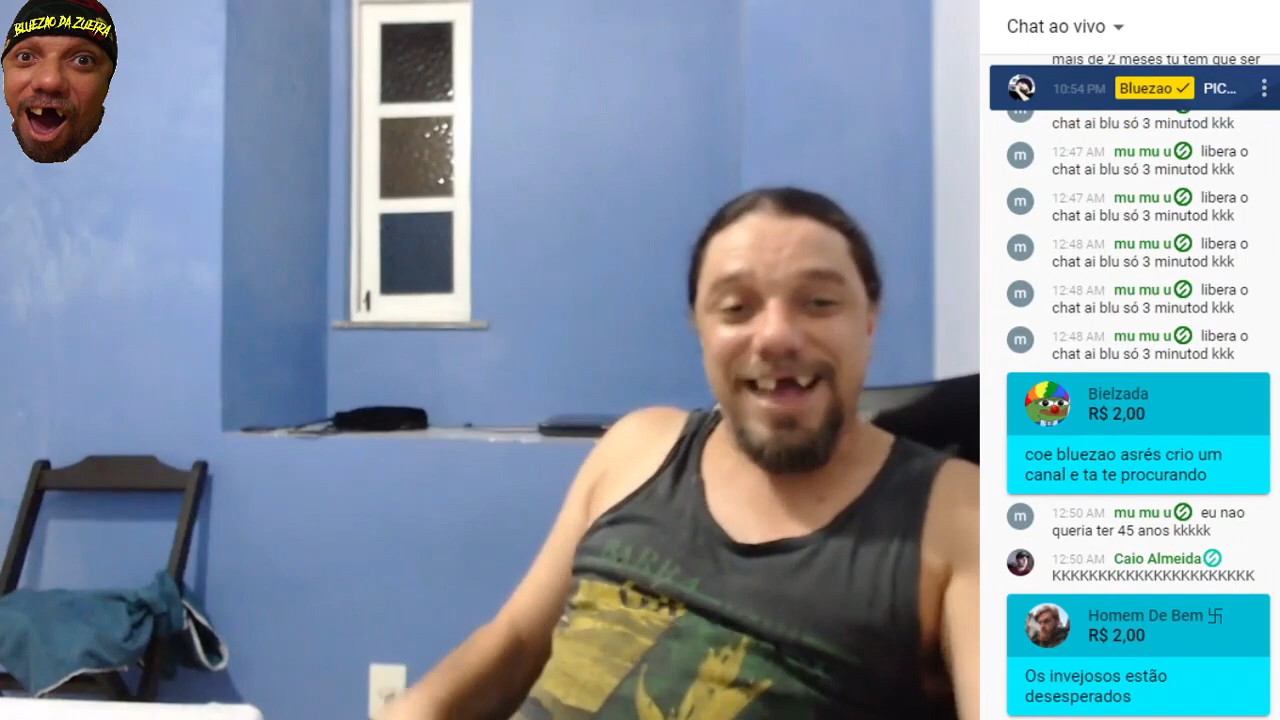 BLUEZAO DA ZUEIRA
Chat ao vivo
mais de 2 meses tu tem que ser
10:54 PM Bluezao PIC...
chat ai blu só 3 minutod kkk
m 12:47 AM mu mu u libera o
chat ai blu só 3 minutod kkk
m 12:47 AM mu mu u libera o
chat ai blu só 3 minutod kkk
m 12:48 AM mu mu u libera o
chat ai blu só 3 minutod kkk
m 12:48 AM mu mu u libera o
chat ai blu só 3 minutod kkk
m 12:48 AM mu mu u libera o
chat ai blu só 3 minutod kkk
Bielzada
R$ 2,00
coe bluezao asrés crio um
canal e ta te procurando
m 12:50 AM mu mu u eu nao
queria ter 45 anos kkkkk
12:50 AM Caio Almeida
KKKKKKKKKKKKKKKKKKKKKK
Homem De Bem 卐
R$ 2,00
Os invejosos estão
desesperados